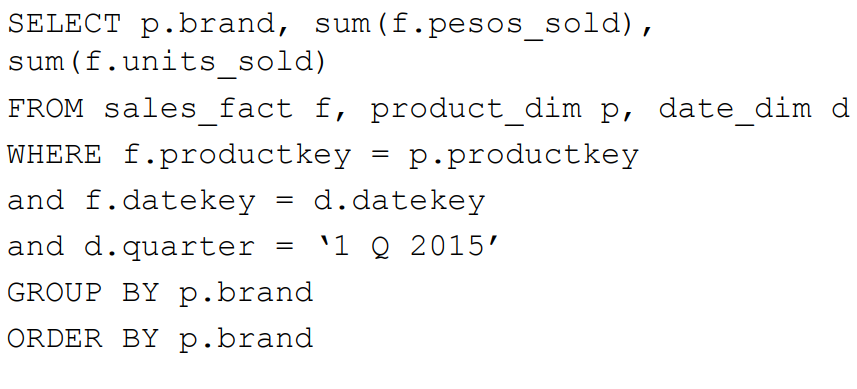 SELECT p.brand, sum(f.pesos_sold),
sum(f.units_sold)
FROM sales_fact f, product_dim p, date_dim d
WHERE f.productkey = p.productkey
and f.datekey = d.datekey
and d.quarter = ‘1 Q 2015’
GROUP BY p.brand
ORDER BY p.brand